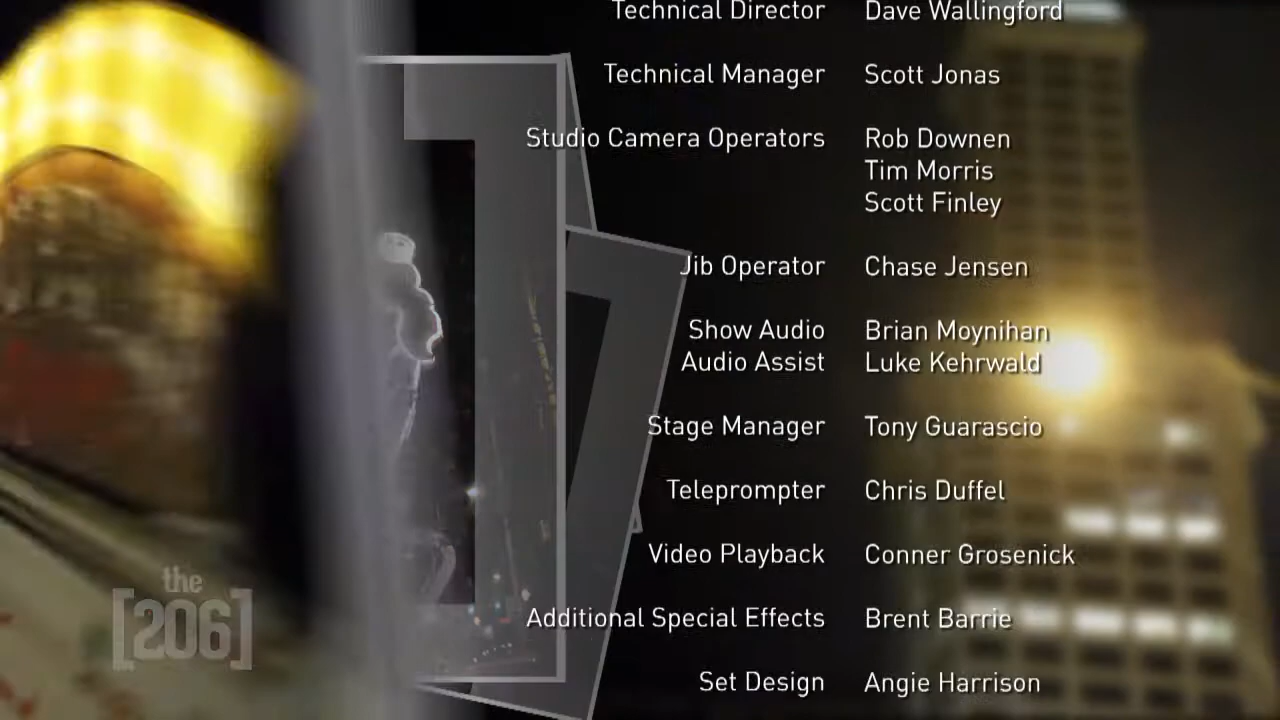 Technical Director Dave Wallingford
Technical Manager Scott Jonas
Studio Camera Operators Rob Downen
Tim Morris
Scott Finley
Jib Operator Chase Jensen
Show Audio Brian Moynihan
Audio Assist Luke Kehrwald
Stage Manager Tony Guarascio
Teleprompter Chris Duffel
Video Playback Conner Grosenick
Additional Special Effects Brent Barrie
Set Design Angie Harrison
the
[206]